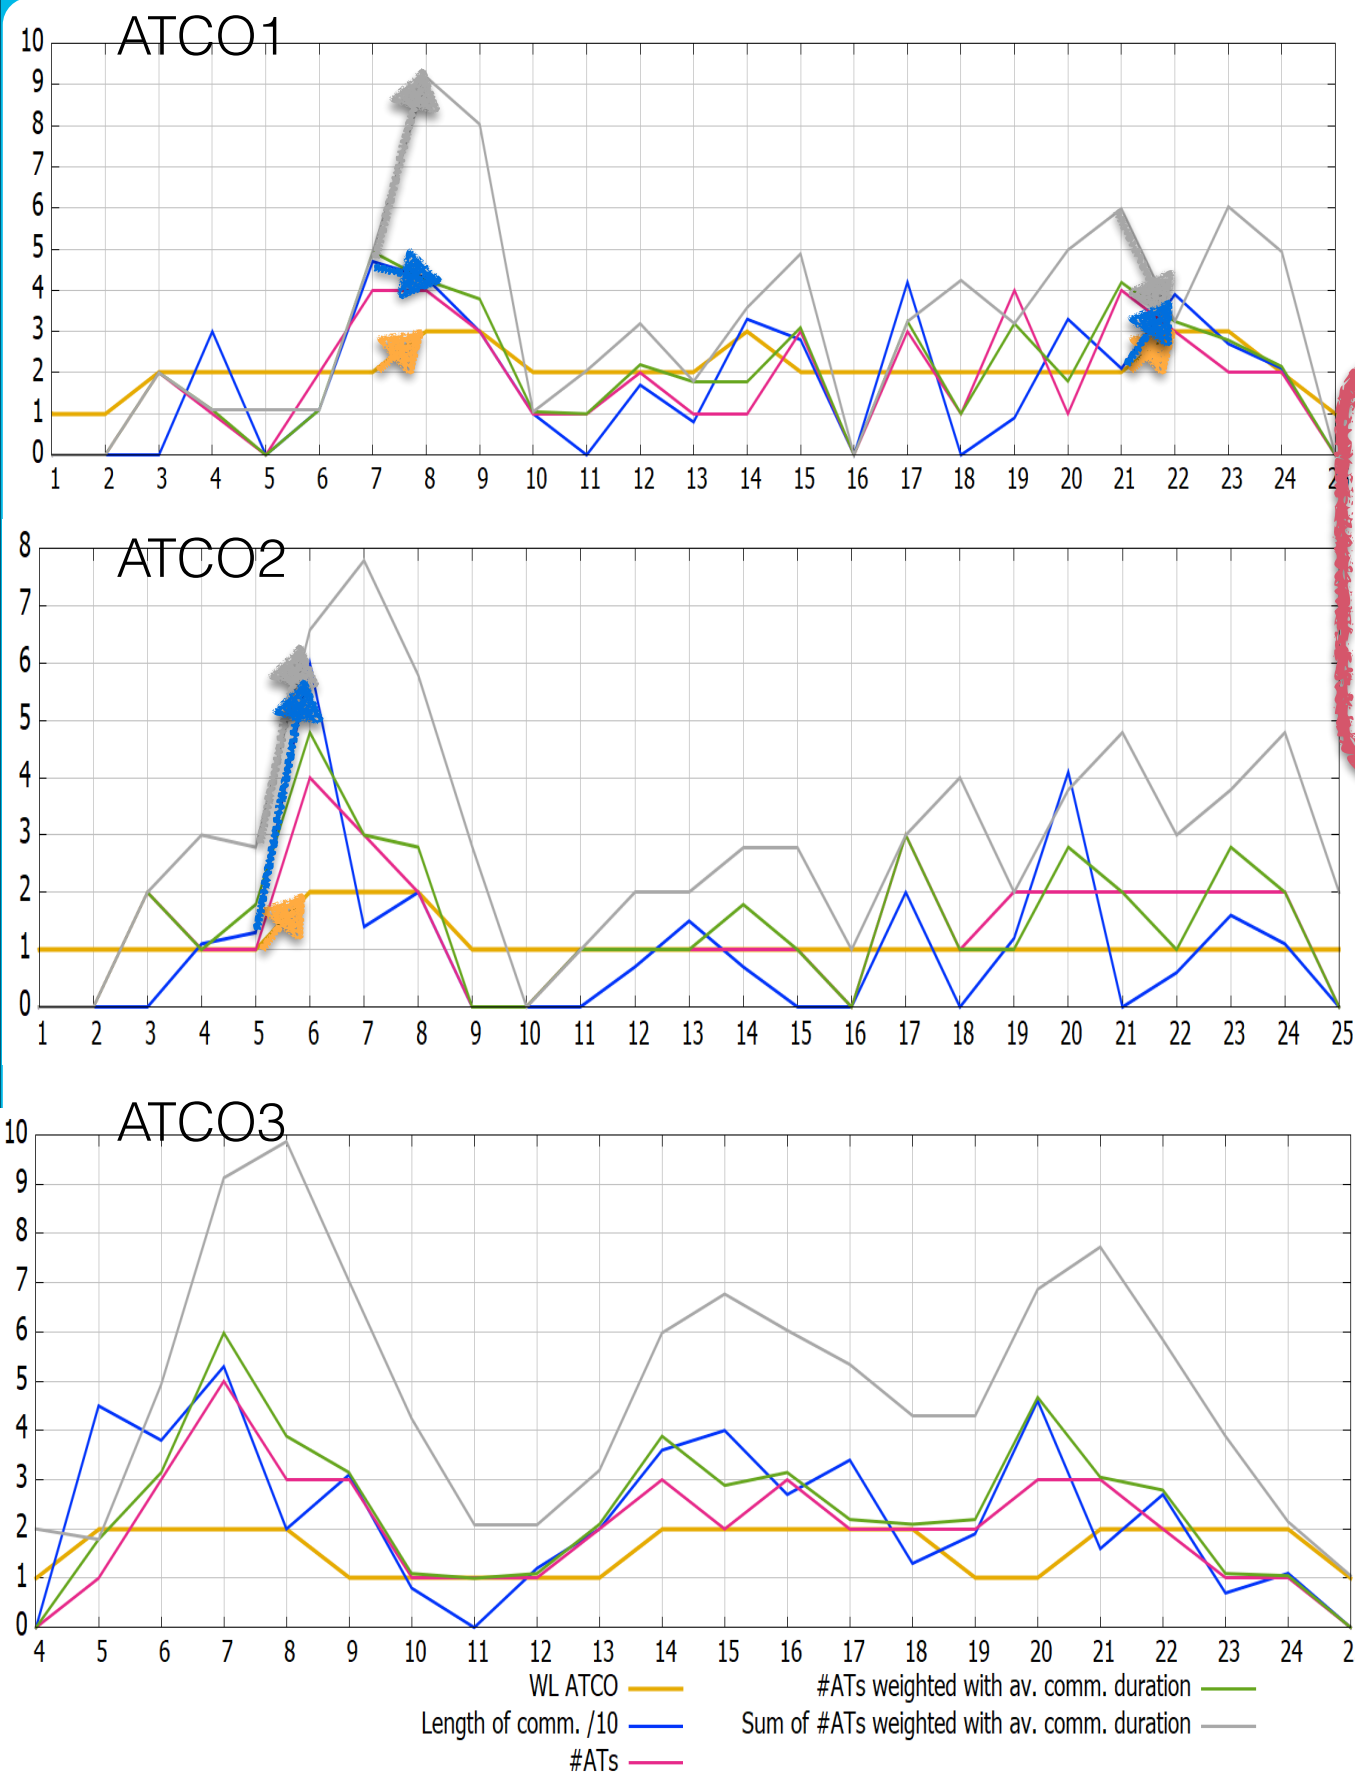 ATCO1
10
9
8
7
6
5
4
3
2
1
0
1 2 3 4 5 6 7 8 9 10 11 12 13 14 15 16 17 18 19 20 21 22 23 24
ATCO2
8
7
6
5
4
3
2
1
0
1 2 3 4 5 6 7 8 9 10 11 12 13 14 15 16 17 18 19 20 21 22 23 24 25
ATCO3
10
9
8
7
6
5
4
3
2
1
0
4 5 6 7 8 9 10 11 12 13 14 15 16 17 18 19 20 21 22 23 24 2
WL ATCO
Length of comm. /10
#ATs
#ATs weighted with av. comm. duration
Sum of #ATs weighted with av. comm. duration